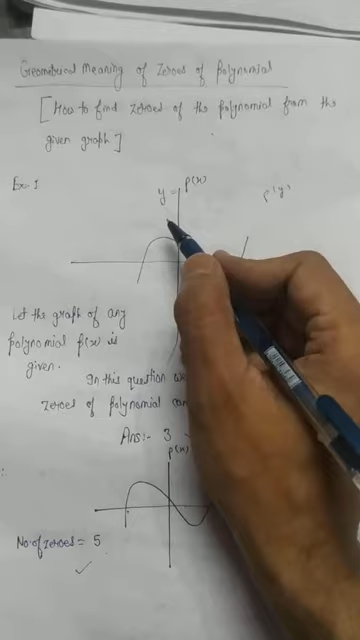 Geometrical Meaning of Zeroes of Polynomial
[How to find zeroes of the polynomial from the
given graph]
Ex-1
y = p(x)
p'y'
Let the graph of any
polynomial p(x) is
given.
In this question we
zeroes of polynomial can
Ans:- 3
p(x)
No. of zeroes = 5